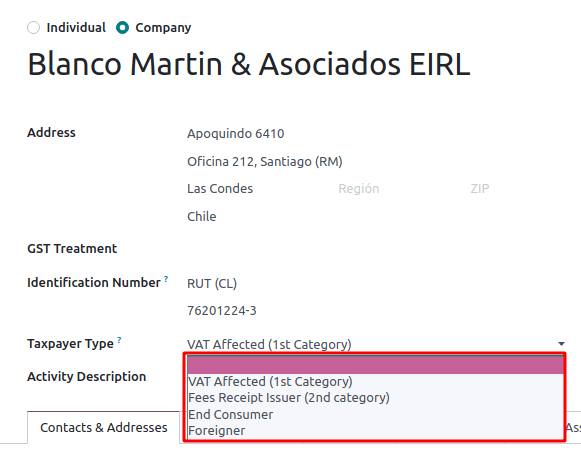 Individual Company
Blanco Martin & Asociados EIRL
Address Apoquindo 6410
Oficina 212, Santiago (RM)
Las Condes Región ZIP
Chile
GST Treatment
Identification Number ? RUT (CL)
76201224-3
Taxpayer Type ? VAT Affected (1st Category)
Activity Description
VAT Affected (1st Category)
Fees Receipt Issuer (2nd category)
End Consumer
Foreigner
Contacts & Addresses